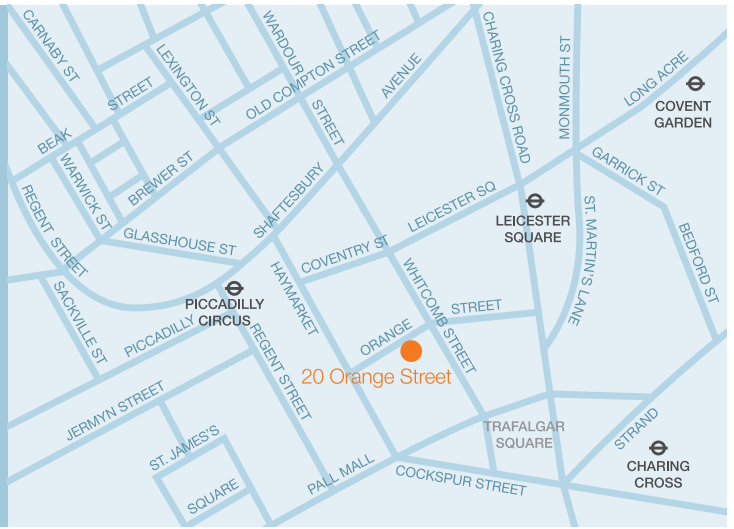 CARNABY ST
LEXINGTON ST
WARDOUR
STREET
OLD COMPTON STREET
AVENUE
CHARING CROSS ROAD
MONMOUTH ST
LONG ACRE
COVENT
GARDEN
BEAK
STREET
WARWICK ST
BREWER ST
SHAFTESBURY
GARRICK ST
REGENT STREET
GLASSHOUSE ST
COVENTRY ST
LEICESTER SQ
LEICESTER
SQUARE
ST. MARTIN'S LANE
BEDFORD ST
SACKVILLE ST
PICCADILLY
CIRCUS
PICCADILLY
HAYMARKET
WHITCOMB STREET
REGENT STREET
ORANGE
STREET
20 Orange Street
JERMYN STREET
ST. JAMES'S
SQUARE
PALL MALL
COCKSPUR STREET
TRAFALGAR
SQUARE
STRAND
CHARING
CROSS